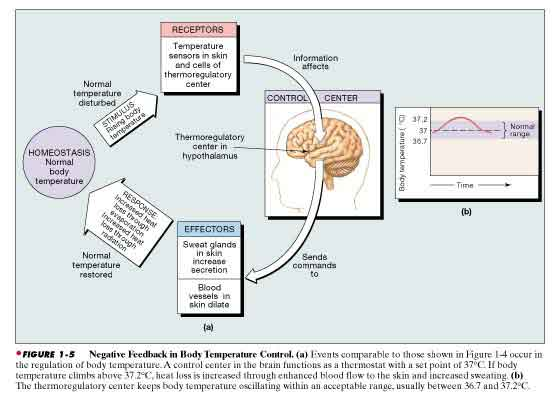 RECEPTORS
Temperature
sensors in skin
and cells of
thermoregulatory
center
Information
affects
Normal
temperature
disturbed
STIMULUS:
Rising body
temperature
CONTROL CENTER
Thermoregulatory
center in
hypothalamus
HOMEOSTASIS
Normal
body
temperature
RESPONSE:
Increased heat
loss through
evaporation
Increased heat
loss through
radiation
Normal
temperature
restored
EFFECTORS
Sweat glands
in skin
increase
secretion
Blood
vessels in
skin dilate
Sends
commands
to
(a)
Body temperature (°C)
37.2
37
36.7
Normal
range
Time
(b)
•FIGURE 1-5 Negative Feedback in Body Temperature Control. (a) Events comparable to those shown in Figure 1-4 occur in
the regulation of body temperature. A control center in the brain functions as a thermostat with a set point of 37°C. If body
temperature climbs above 37.2°C, heat loss is increased through enhanced blood flow to the skin and increased sweating. (b)
The thermoregulatory center keeps body temperature oscillating within an acceptable range, usually between 36.7 and 37.2°C.